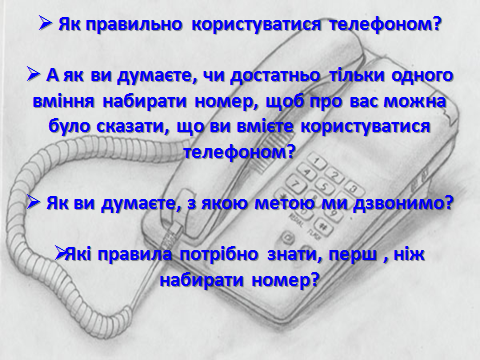 ➢ Як правильно користуватися телефоном?
➢ А як ви думаєте, чи достатньо тільки одного
вміння набирати номер, щоб про вас можна
було сказати, що ви вмієте користуватися
телефоном?
➢ Як ви думаєте, з якою метою ми дзвонимо?
➢ Які правила потрібно знати, перш , ніж
набирати номер?